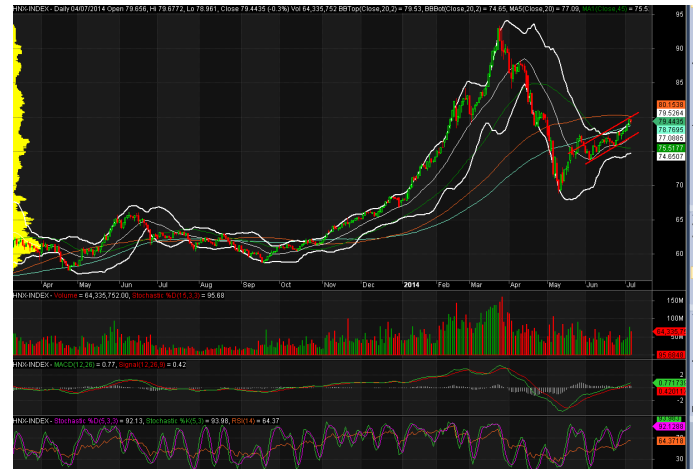 HNX-INDEX - Daily 04/07/2014 Open 79.656, Hi 79.6772, Lo 78.961, Close 79.4435 (-0.3%) Vol 64,335,752 BBTop(Close,20,2) = 79.53, BBBot(Close,20,2) = 74.65, MA5(Close,20) = 77.09, MA1(Close,45) = 75.5
95
90
85
80.1538
79.5264
79.4435
78.7695
77.0885
75.5177
74.6507
70
65
60
Apr May Jun Jul Aug Sep Oct Nov Dec 2014 Feb Mar Apr May Jun Jul
HNX-INDEX - Volume = 64,335,752.00, Stochastic %D(15,3,3) = 95.68
150M
100M
50M
HNX-INDEX - MACD(12,26) = 0.77, Signal(12,26,9) = 0.42
2
0.77173
-2
HNX-INDEX - Stochastic %D(5,3,3) = 92.13, Stochastic %K(5,3) = 93.98, RSI(14) = 64.37
92.1288
64.3718
30